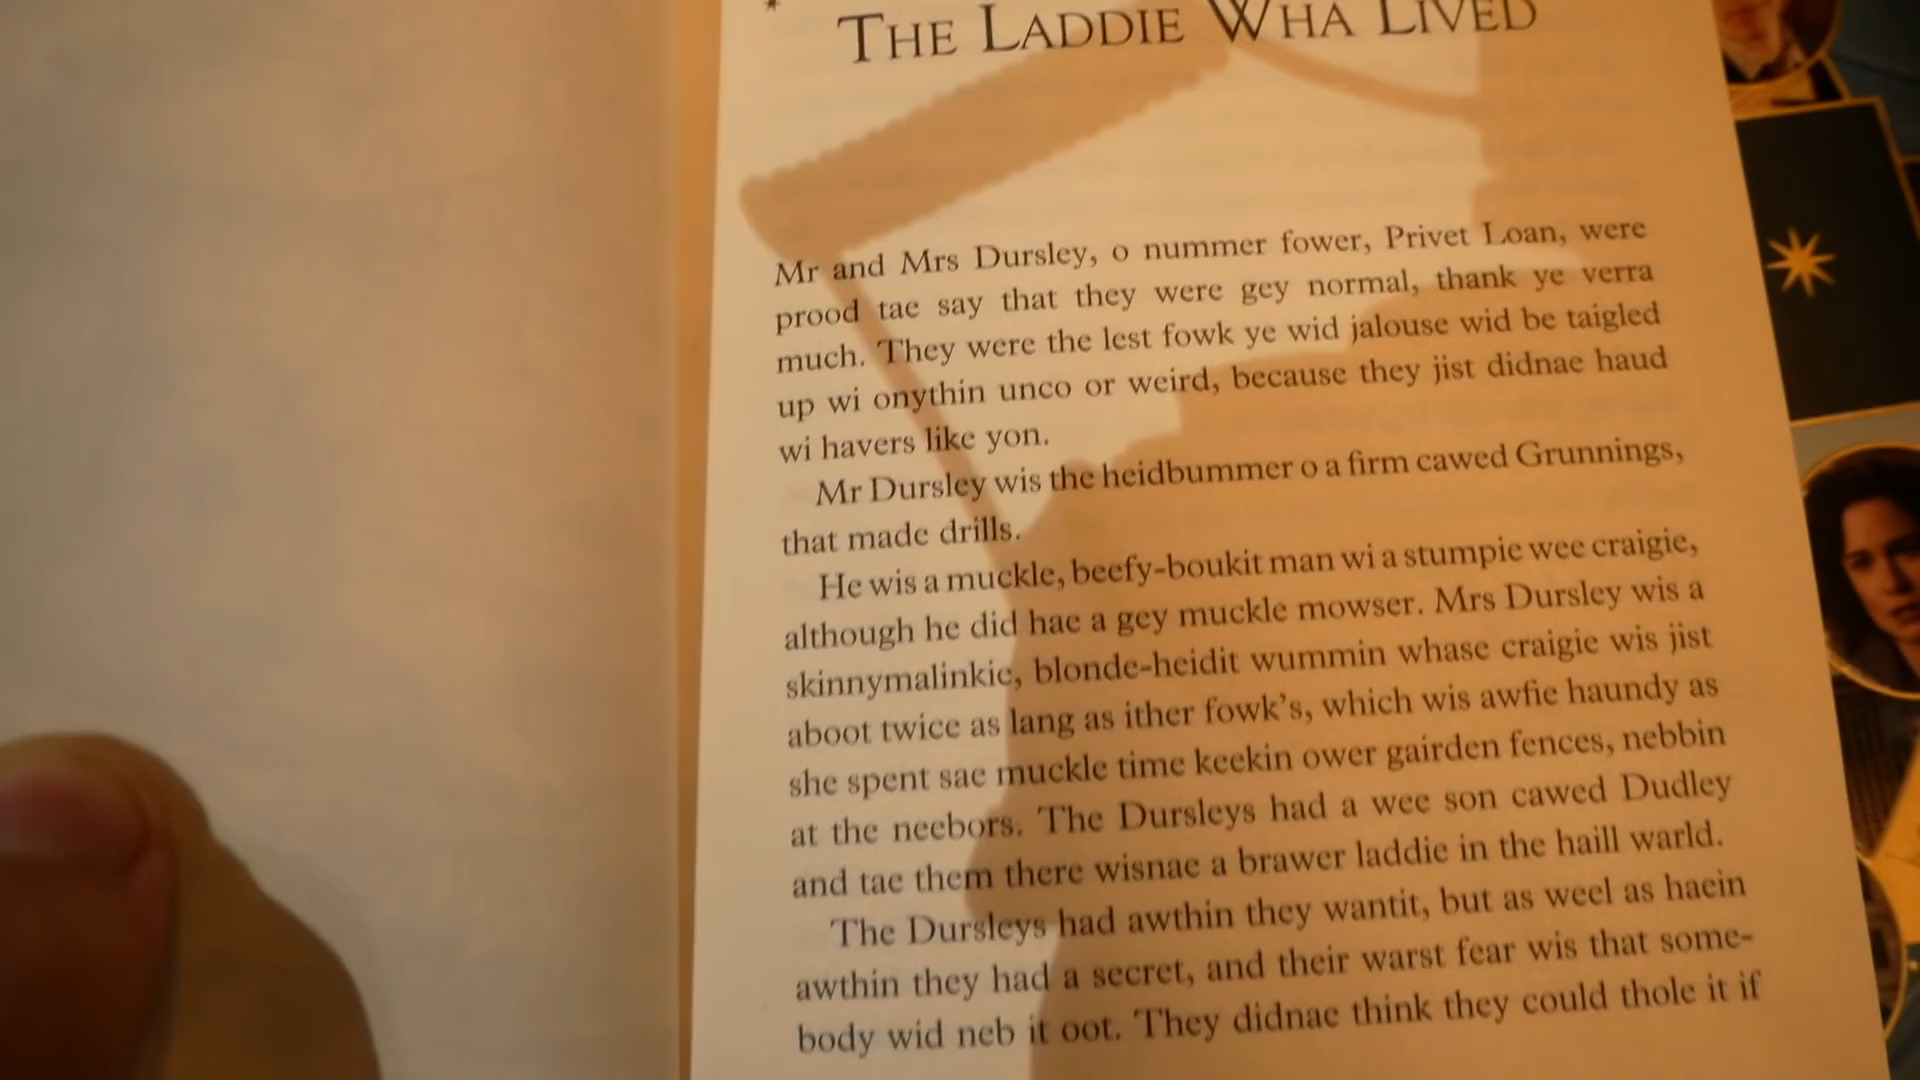 THE LADDIE WHA LIVED
Mr and Mrs Dursley, o nummer fower, Privet Loan, were
prood tae say that they were gey normal, thank ye verra
much. They were the lest fowk ye wid jalouse wid be taigled
up wi onythin unco or weird, because they jist didnae haud
wi havers like yon.
Mr Dursley wis the heidbummer o a firm cawed Grunnings,
that made drills.
He wis a muckle, beefy-boukit man wi a stumpie wee craigie,
although he did hae a gey muckle mowser. Mrs Dursley wis a
skinnymalinkie, blonde-heidit wummin whase craigie wis jist
aboot twice as lang as ither fowk's, which wis awfie haundy as
she spent sae muckle time keekin ower gairden fences, nebbin
at the neebors. The Dursleys had a wee son cawed Dudley
and tae them there wisnae a brawer laddie in the haill warld.
The Dursleys had awthin they wantit, but as weel as haein
awthin they had a secret, and their warst fear wis that some-
body wid neb it oot. They didnae think they could thole it if